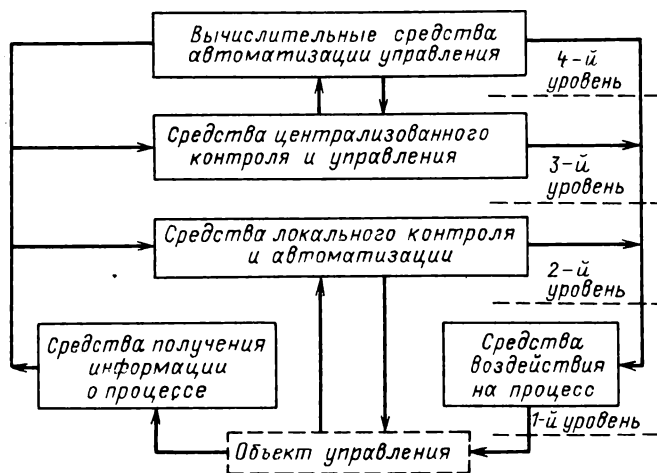 Вычислительные средства
автоматизации управления
4-й
уровень
Средства централизованного
контроля и управления
3-й
уровень
Средства локального контроля
и автоматизации
2-й
уровень
Средства получения
информации
о процессе
Средства
воздействия
на процесс
1-й уровень
Объект управления